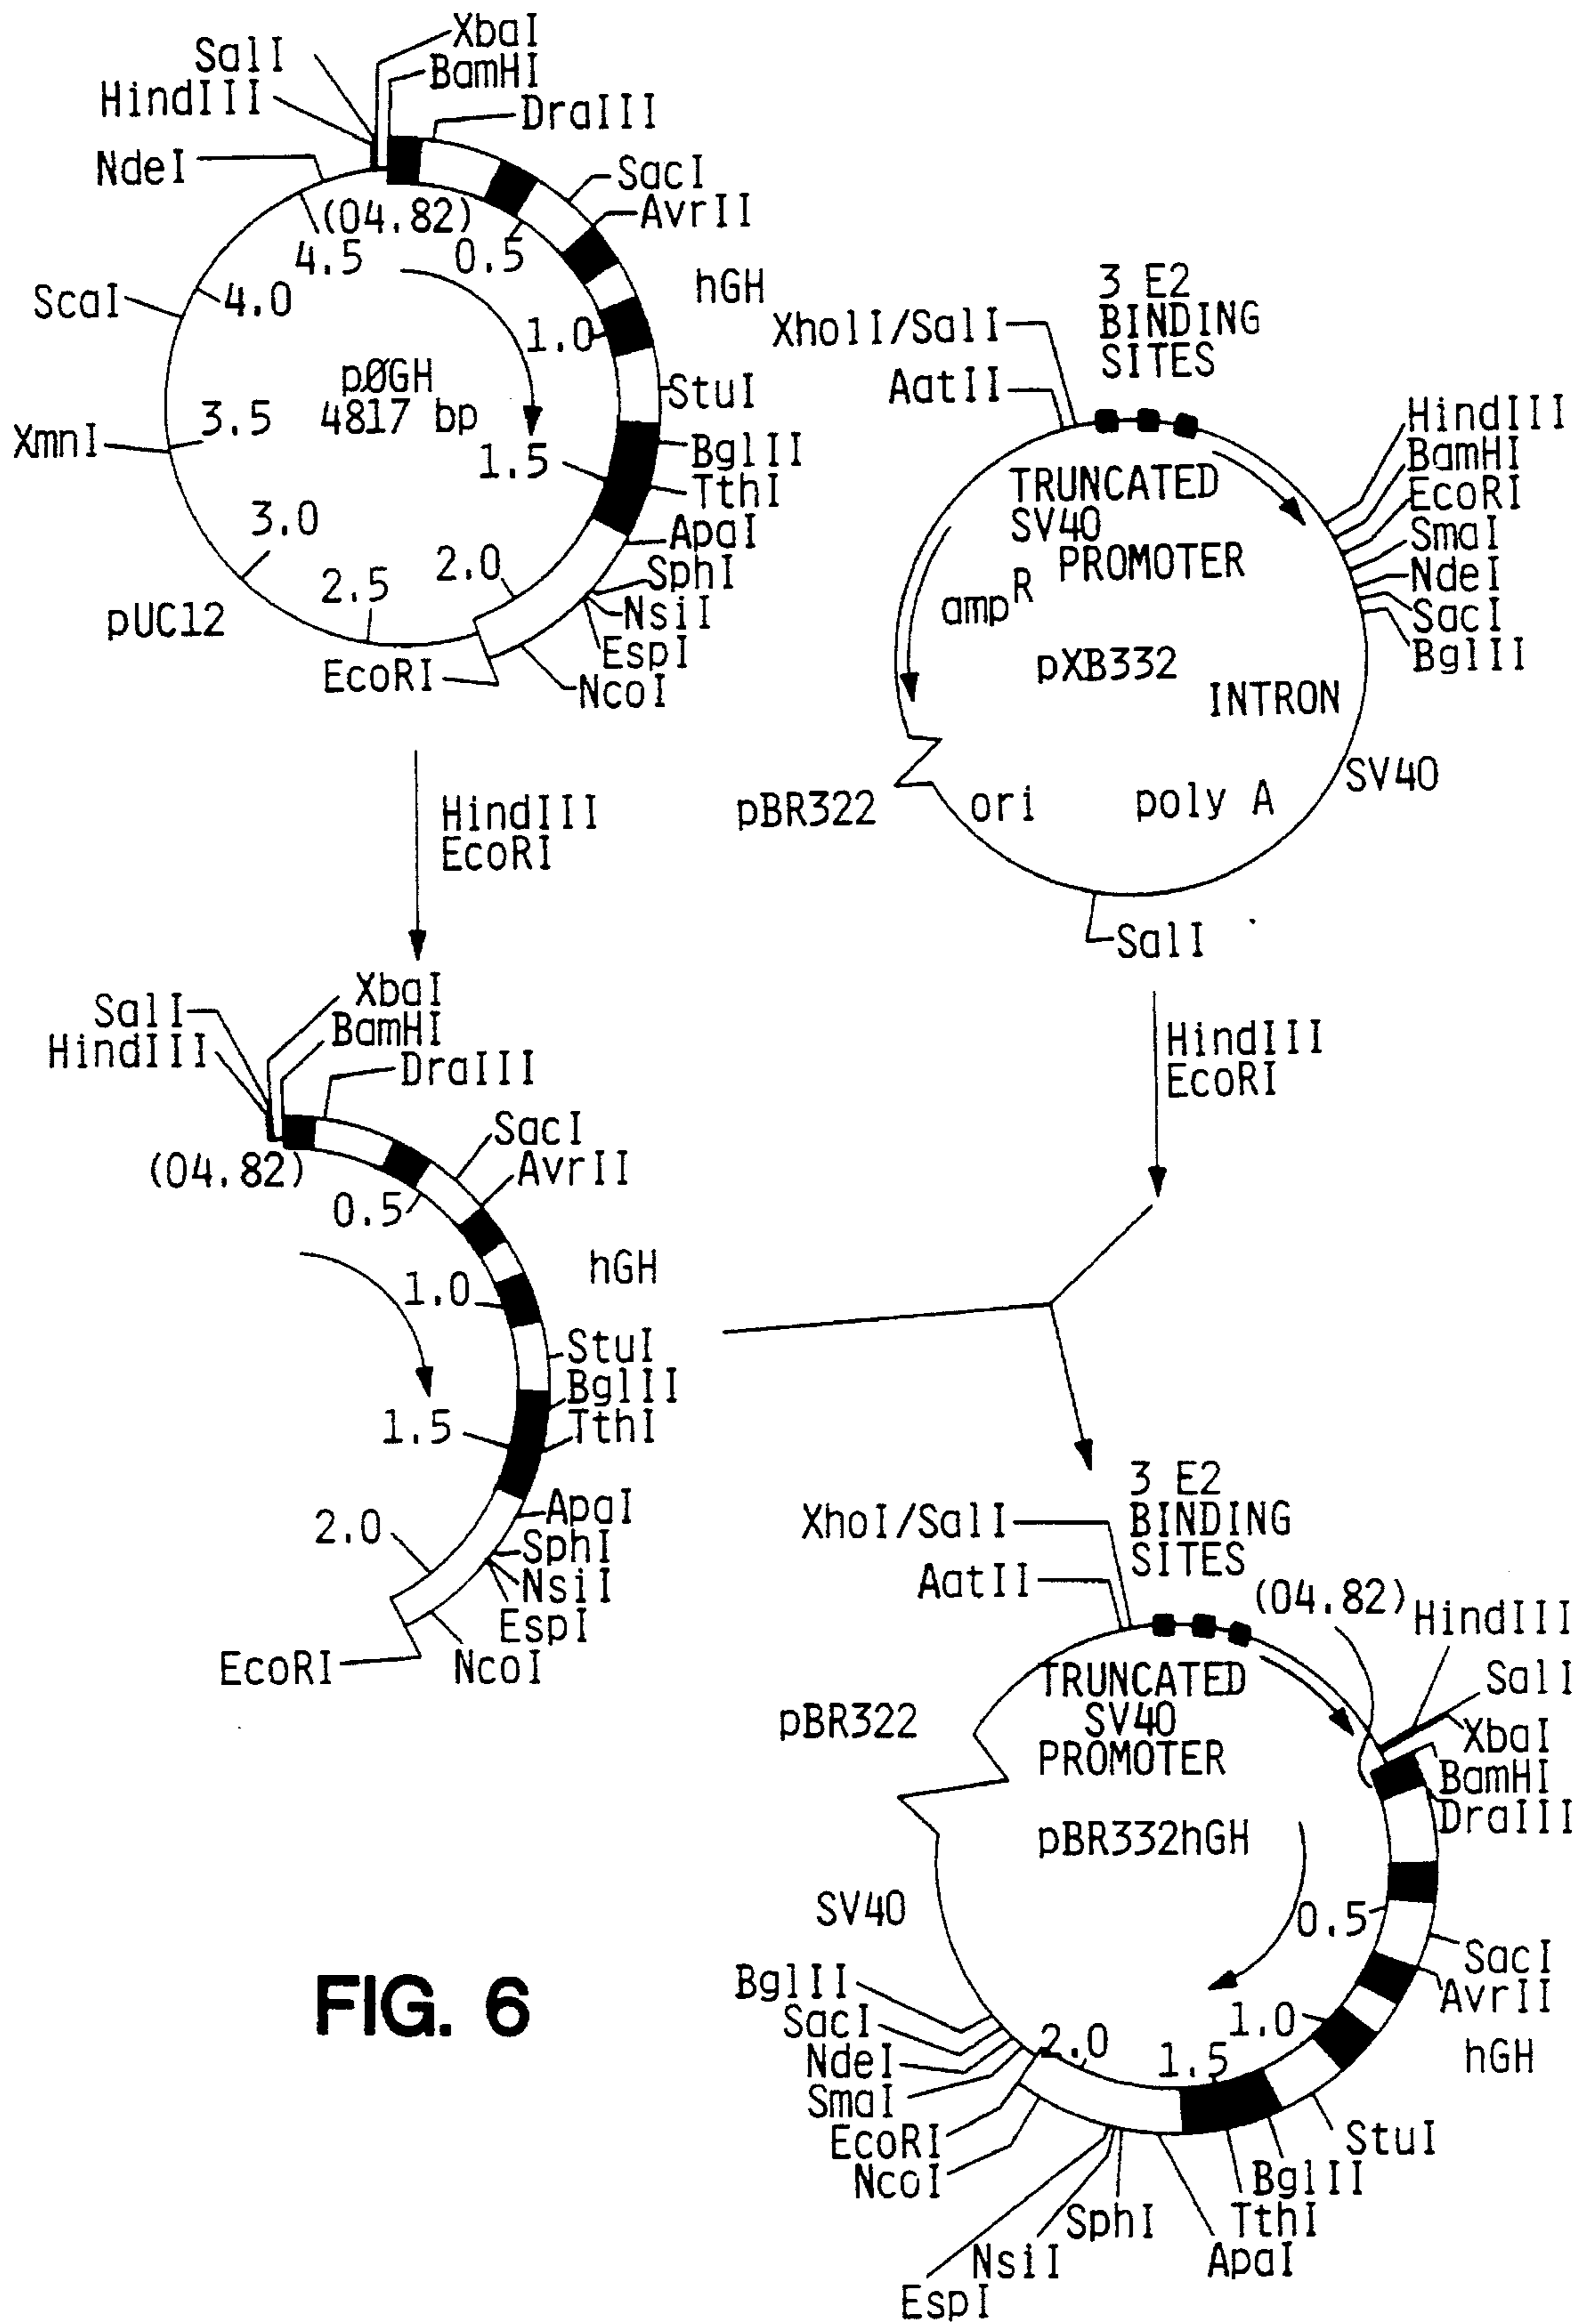 XbaI
SalI
BamHI
HindIII
DraIII
NdeI
SacI
(04.82)
AvrII
4.5
0.5
hGH
ScaI
4.0
1.0
pØGH
4817 bp
StuI
XmnI
3.5
1.5
BglII
TthI
3.0
ApaI
2.0
SphI
2.5
NsiI
pUC12
EspI
EcoRI
NcoI
3 E2
BINDING
SITES
XholI/SalI
AatII
HindIII
BamHI
EcoRI
SmaI
NdeI
SacI
BglII
TRUNCATED
SV40
PROMOTER
ampR
pXB332
INTRON
SV40
pBR322
ori
poly A
SalI
HindIII
EcoRI
HindIII
EcoRI
XbaI
SalI
BamHI
HindIII
DraIII
SacI
(04.82)
AvrII
0.5
hGH
1.0
StuI
BglII
1.5
TthI
ApaI
2.0
SphI
NsiI
EspI
EcoRI
NcoI
3 E2
BINDING
SITES
XhoI/SalI
AatII
(04.82)
HindIII
SalI
XbaI
BamHI
DraIII
TRUNCATED
SV40
PROMOTER
pBR322
pBR332hGH
SV40
0.5
SacI
AvrII
BglII
SacI
1.0
2.0
NdeI
1.5
hGH
SmaI
EcoRI
StuI
NcoI
BglII
SphI
TthI
NsiI
ApaI
EspI
FIG. 6